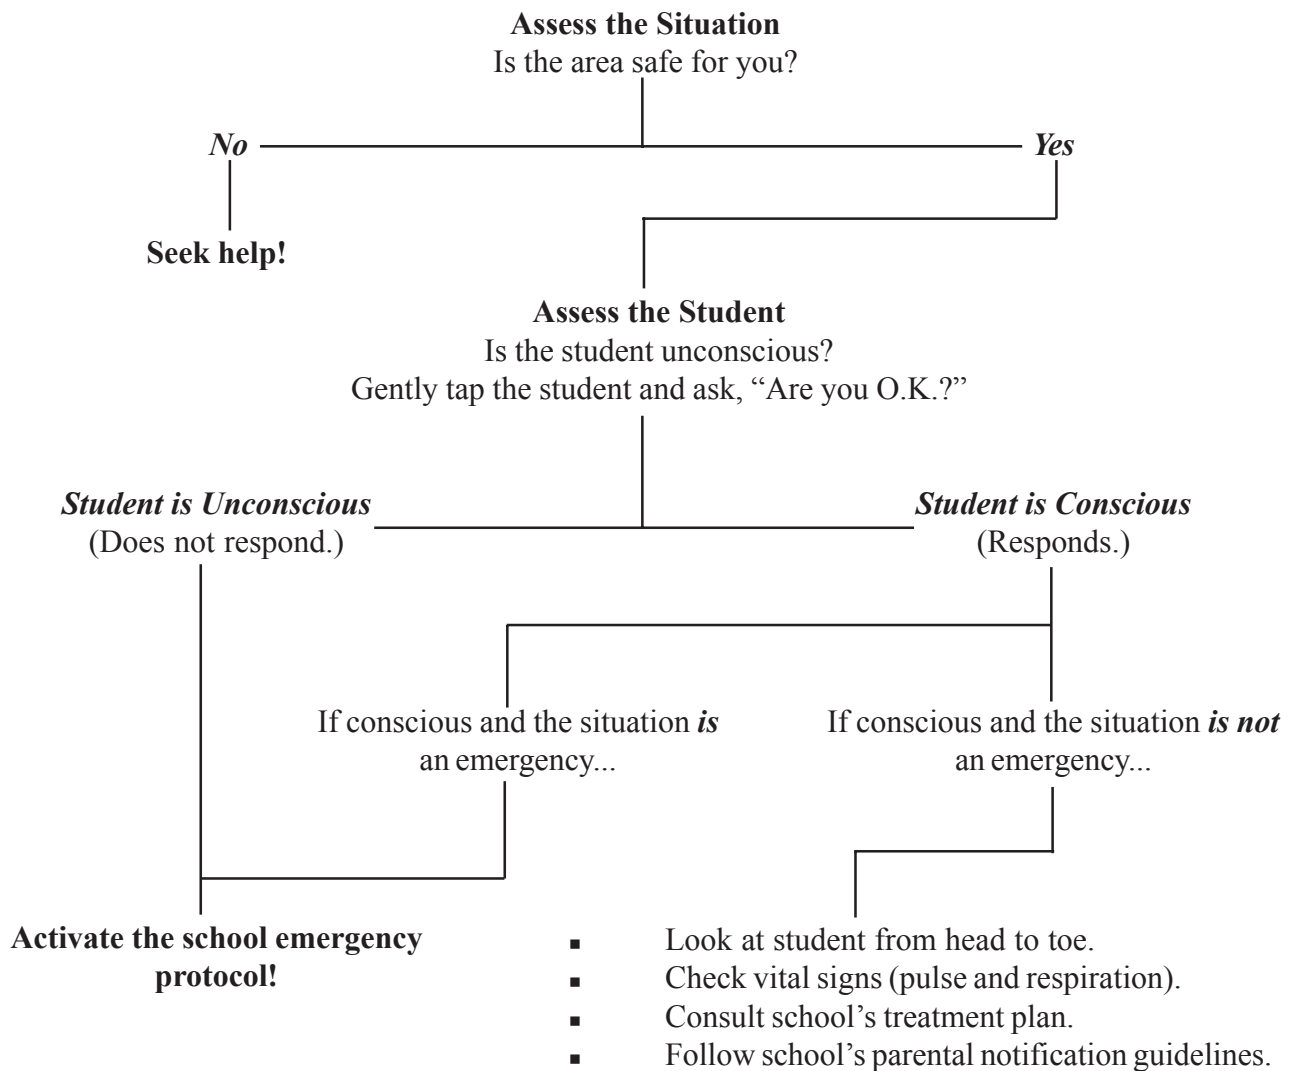 Assess the Situation
Is the area safe for you?
No
Yes
Seek help!
Assess the Student
Is the student unconscious?
Gently tap the student and ask, “Are you O.K.?”
Student is Unconscious
(Does not respond.)
Student is Conscious
(Responds.)
If conscious and the situation is
an emergency...
If conscious and the situation is not
an emergency...
Activate the school emergency
protocol!
▪ Look at student from head to toe.
▪ Check vital signs (pulse and respiration).
▪ Consult school’s treatment plan.
▪ Follow school’s parental notification guidelines.